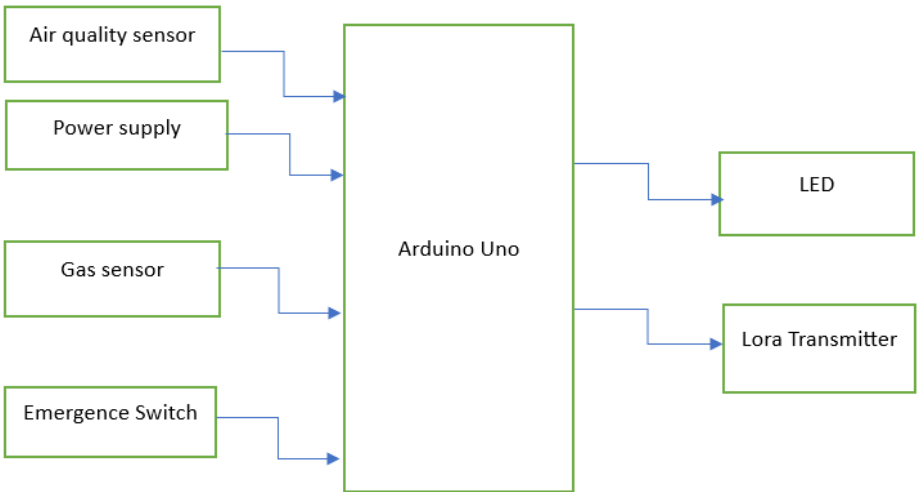 Air quality sensor
Power supply
Gas sensor
Emergence Switch
Arduino Uno
LED
Lora Transmitter